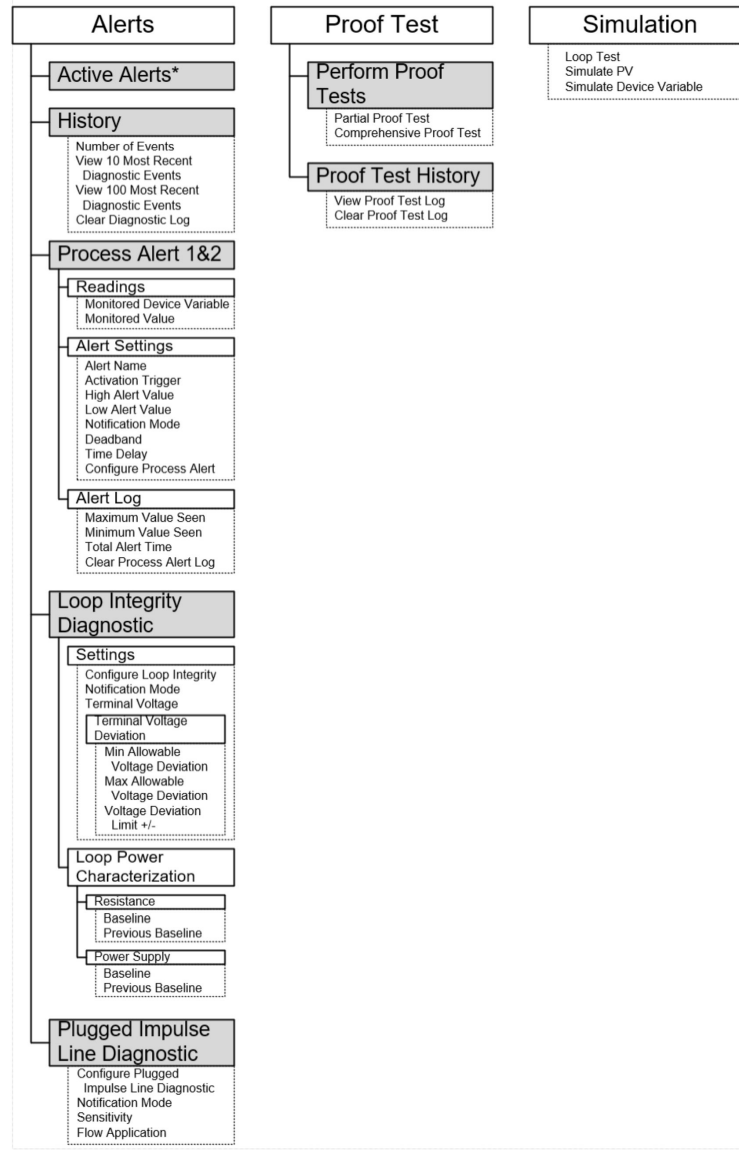 Alerts
Active Alerts*
History
Number of Events
View 10 Most Recent
Diagnostic Events
View 100 Most Recent
Diagnostic Events
Clear Diagnostic Log
Process Alert 1&2
Readings
Monitored Device Variable
Monitored Value
Alert Settings
Alert Name
Activation Trigger
High Alert Value
Low Alert Value
Notification Mode
Deadband
Time Delay
Configure Process Alert
Alert Log
Maximum Value Seen
Minimum Value Seen
Total Alert Time
Clear Process Alert Log
Loop Integrity
Diagnostic
Settings
Configure Loop Integrity
Notification Mode
Terminal Voltage
Terminal Voltage
Deviation
Min Allowable
Voltage Deviation
Max Allowable
Voltage Deviation
Voltage Deviation
Limit +/-
Loop Power
Characterization
Resistance
Baseline
Previous Baseline
Power Supply
Baseline
Previous Baseline
Plugged Impulse
Line Diagnostic
Configure Plugged
Impulse Line Diagnostic
Notification Mode
Sensitivity
Flow Application
Proof Test
Perform Proof
Tests
Partial Proof Test
Comprehensive Proof Test
Proof Test History
View Proof Test Log
Clear Proof Test Log
Simulation
Loop Test
Simulate PV
Simulate Device Variable